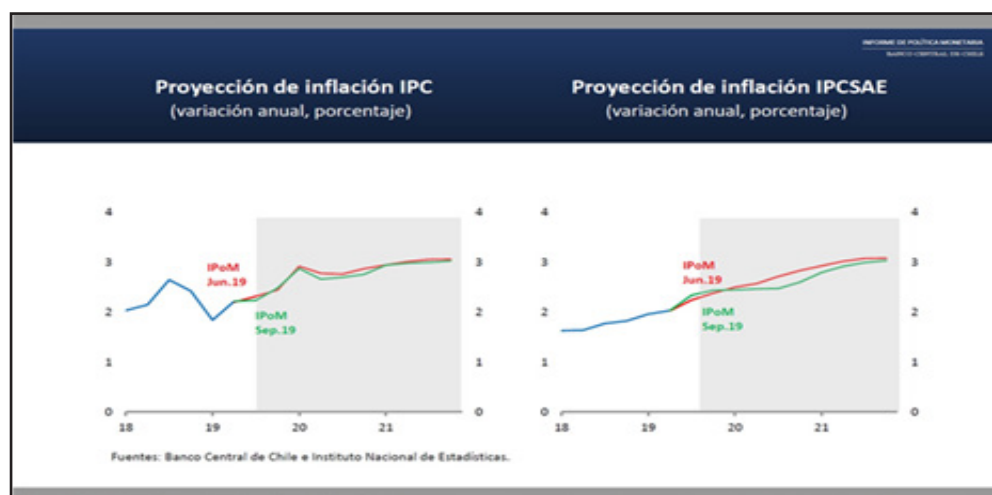 INFORME DE POLÍTICA MONETARIA
BANCO CENTRAL DE CHILE
Proyección de inflación IPC
(variación anual, porcentaje)
4
4
3
3
IPoM
Jun.19
2
2
IPoM
Sep.19
1
1
0
0
18
19
20
21
Proyección de inflación IPCSAE
(variación anual, porcentaje)
4
4
3
3
IPoM
Jun.19
2
2
IPoM
Sep.19
1
1
0
0
18
19
20
21
Fuentes: Banco Central de Chile e Instituto Nacional de Estadísticas.